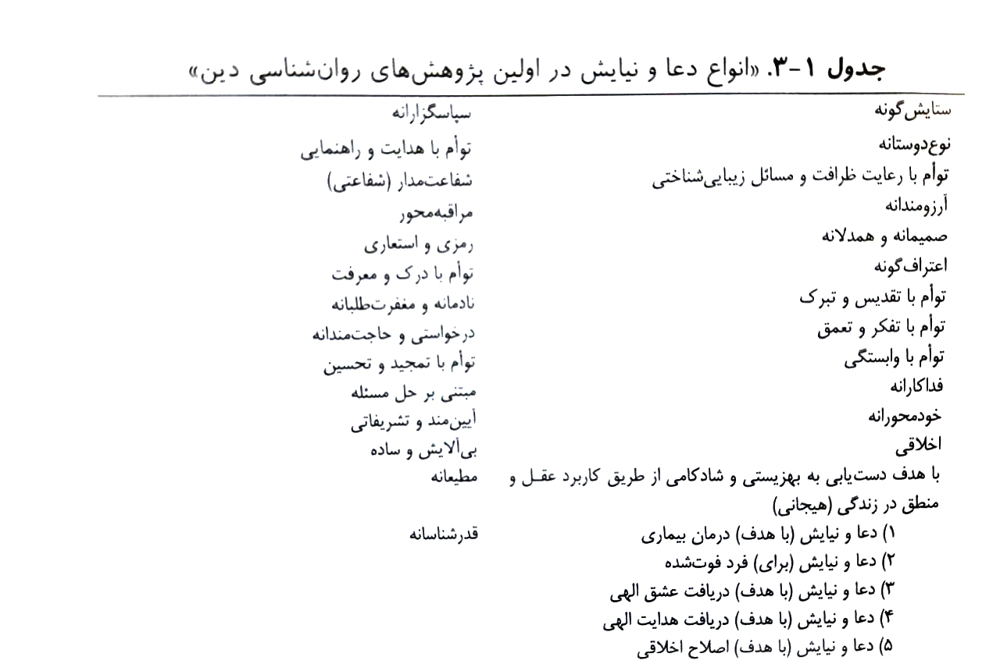 جدول ۱-۳. «انواع دعا و نیایش در اولین پژوهش‌های روان‌شناسی دین»
ستایش‌گونه
نوع‌دوستانه
توأم با رعایت ظرافت و مسائل زیبایی‌شناختی
آرزومندانه
صمیمانه و همدلانه
اعتراف‌گونه
توأم با تقدیس و تبرک
توأم با تفکر و تعمق
توأم با وابستگی
فداکارانه
خودمحورانه
اخلاقی
با هدف دست‌یابی به بهزیستی و شادکامی از طریق کاربرد عقـل و
منطق در زندگی (هیجانی)
۱) دعا و نیایش (با هدف) درمان بیماری
۲) دعا و نیایش (برای) فرد فوت‌شده
۳) دعا و نیایش (با هدف) دریافت عشق الهی
۴) دعا و نیایش (با هدف) دریافت هدایت الهی
۵) دعا و نیایش (با هدف) اصلاح اخلاقی
سپاسگزارانه
توأم با هدایت و راهنمایی
شفاعت‌مدار (شفاعتی)
مراقبه‌محور
رمزی و استعاری
توأم با درک و معرفت
نادمانه و مغفرت‌طلبانه
درخواستی و حاجت‌مندانه
توأم با تمجید و تحسین
مبتنی بر حل مسئله
آیین‌مند و تشریفاتی
بی‌آلایش و ساده
مطیعانه
قدرشناسانه